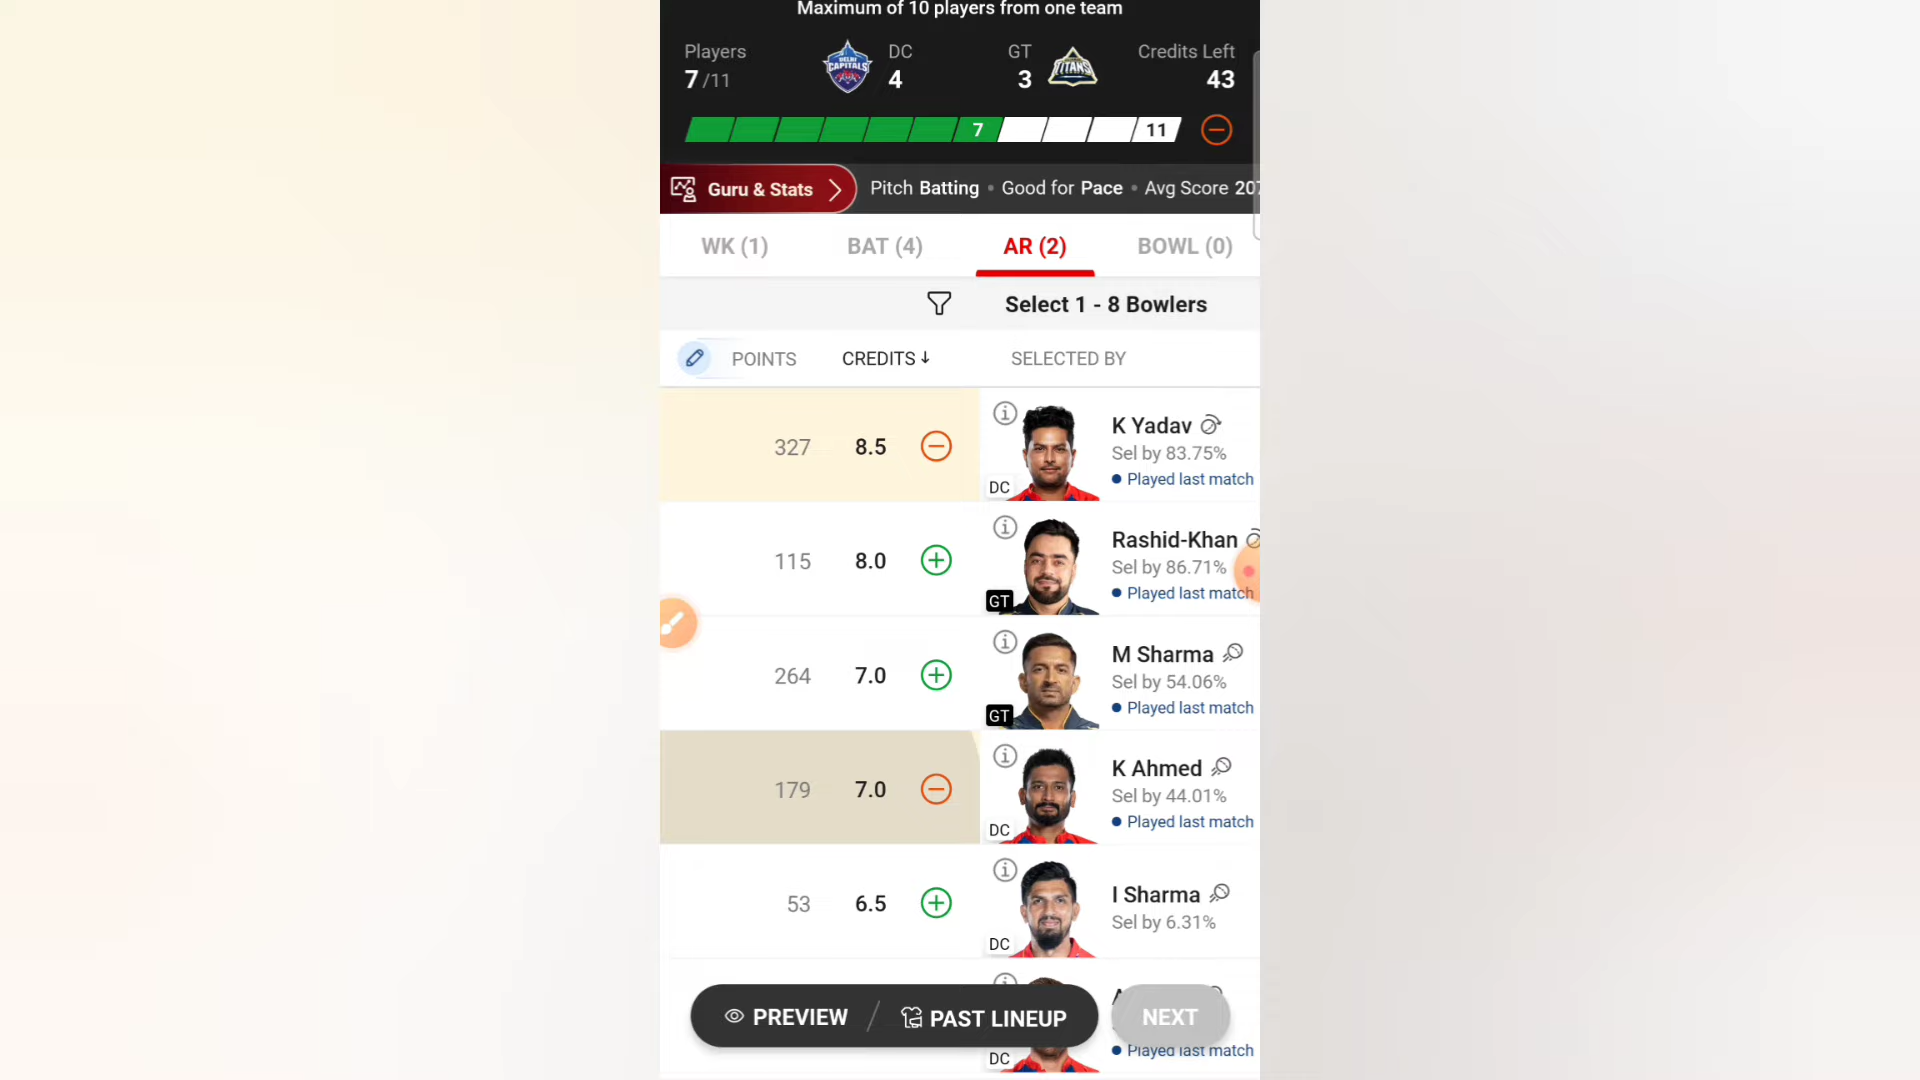 Maximum of 10 players from one team
Players
DC
GT
Credits Left
7/11
4
3
43
DELHI CAPITALS
TITANS
7
11
Guru & Stats
Pitch Batting • Good for Pace • Avg Score 207
WK (1)
BAT (4)
AR (2)
BOWL (0)
Select 1 - 8 Bowlers
POINTS
CREDITS↓
SELECTED BY
327
8.5
DC
K Yadav
Sel by 83.75%
Played last match
115
8.0
GT
Rashid-Khan
Sel by 86.71%
Played last match
264
7.0
GT
M Sharma
Sel by 54.06%
Played last match
179
7.0
DC
K Ahmed
Sel by 44.01%
Played last match
53
6.5
DC
I Sharma
Sel by 6.31%
PREVIEW / PAST LINEUP
NEXT
DC
Played last match